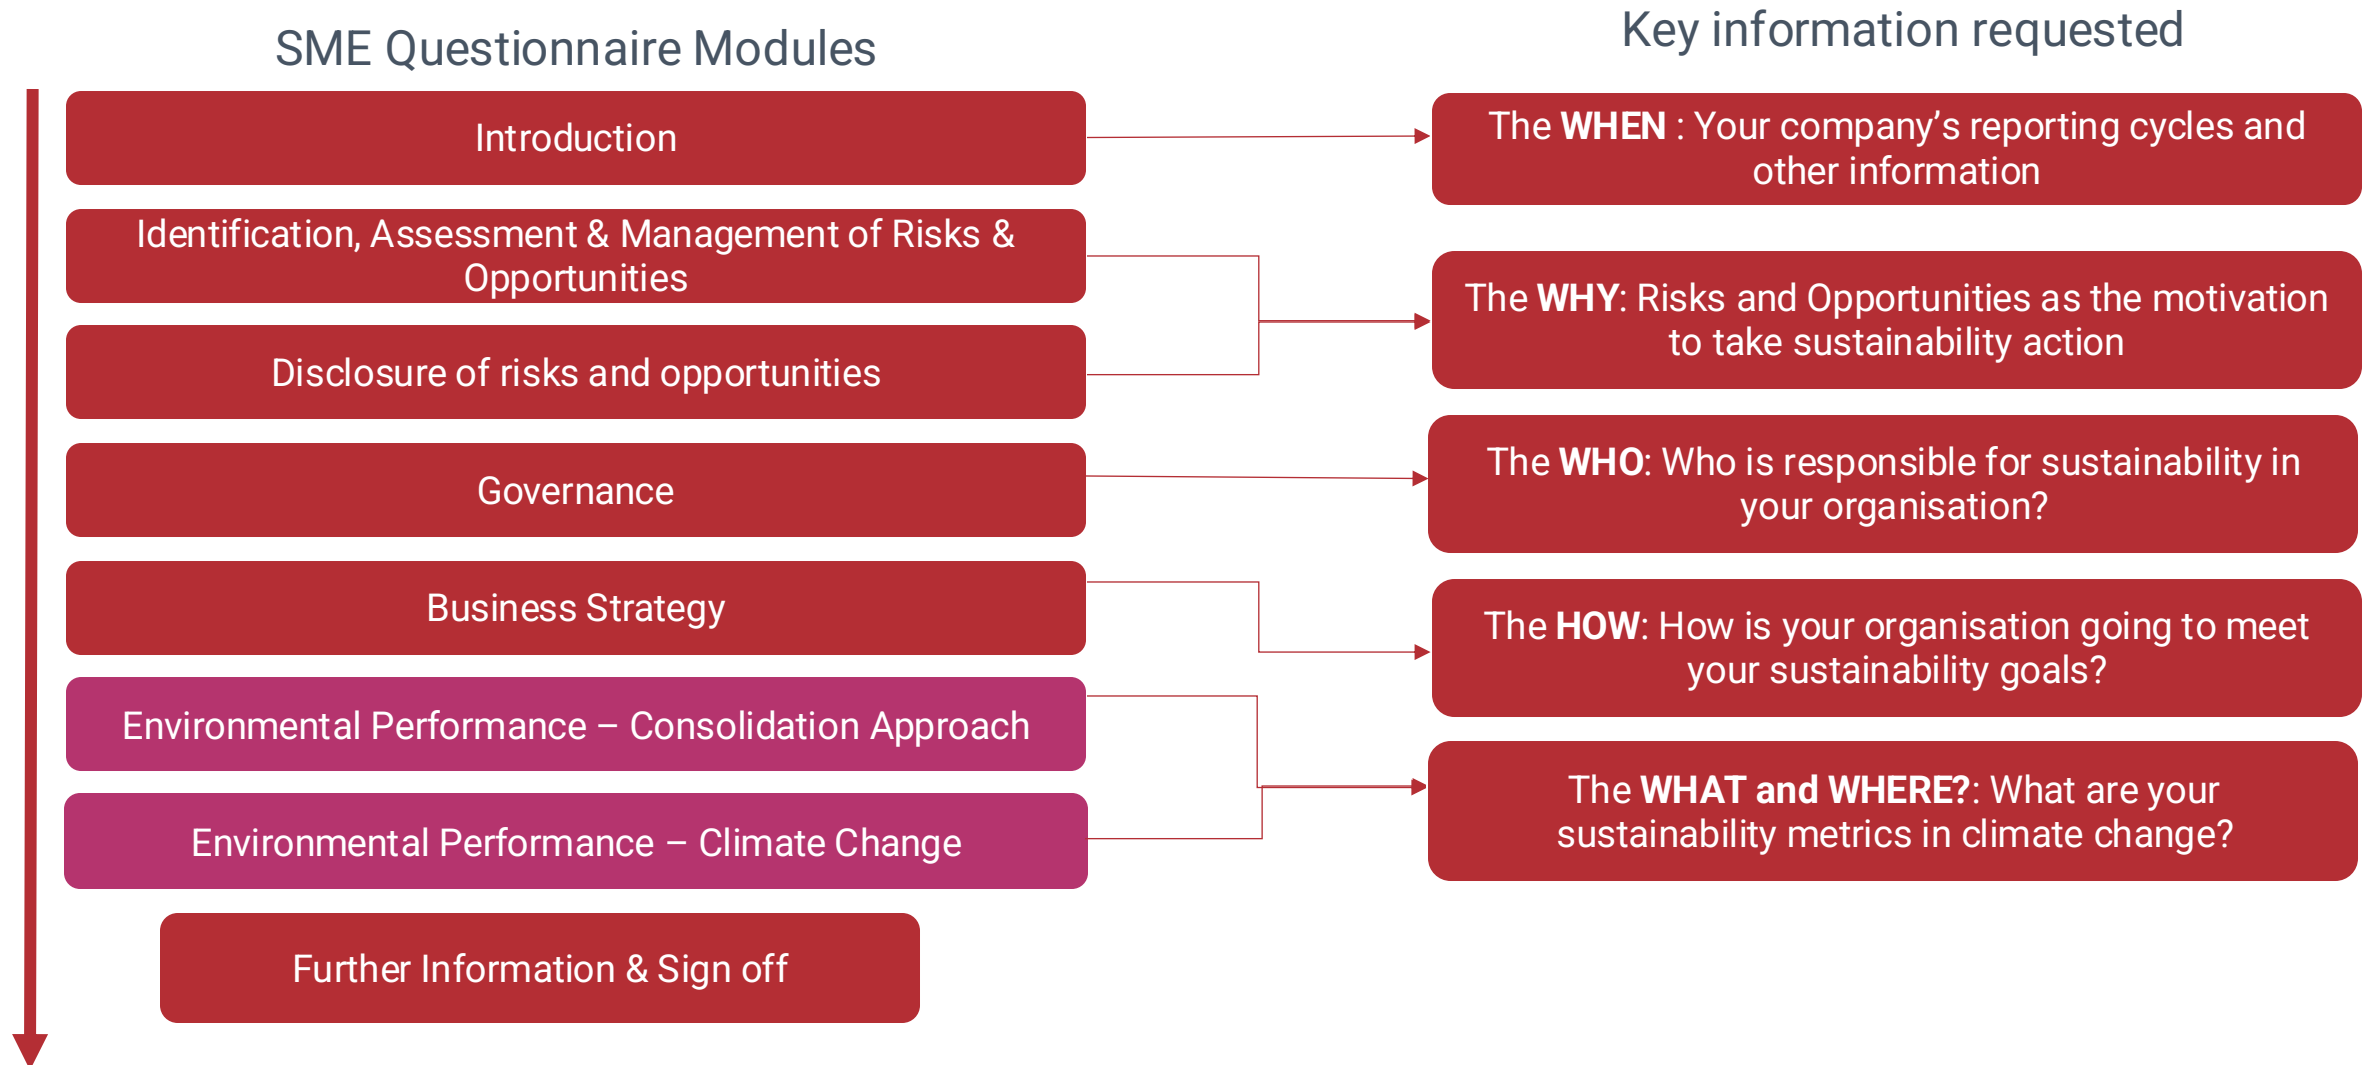 SME Questionnaire Modules
Introduction
Identification, Assessment & Management of Risks &
Opportunities
Disclosure of risks and opportunities
Governance
Business Strategy
Environmental Performance – Consolidation Approach
Environmental Performance – Climate Change
Further Information & Sign off
Key information requested
The WHEN : Your company’s reporting cycles and
other information
The WHY: Risks and Opportunities as the motivation
to take sustainability action
The WHO: Who is responsible for sustainability in
your organisation?
The HOW: How is your organisation going to meet
your sustainability goals?
The WHAT and WHERE?: What are your
sustainability metrics in climate change?